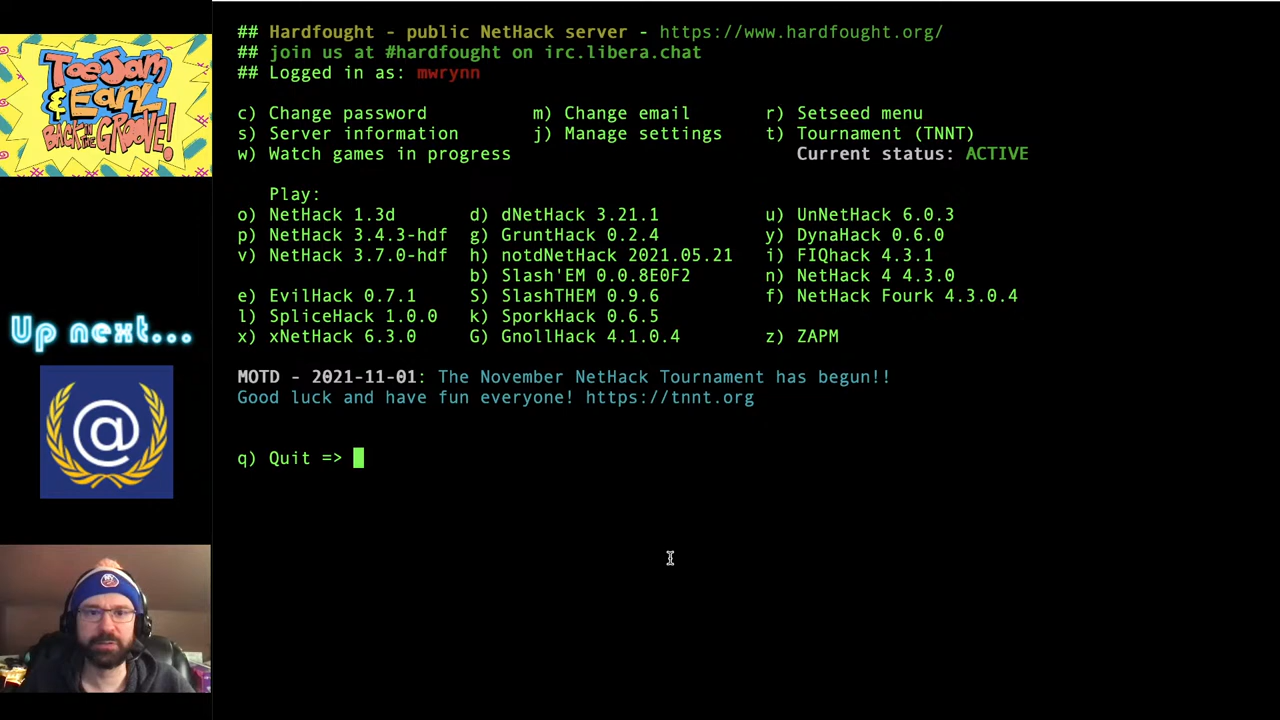 ## Hardfought - public NetHack server - https://www.hardfought.org/
## join us at #hardfought on irc.libera.chat
## Logged in as: mwrynn
c) Change password m) Change email r) Setseed menu
s) Server information j) Manage settings t) Tournament (TNNT)
w) Watch games in progress Current status: ACTIVE
Play:
o) NetHack 1.3d d) dNetHack 3.21.1 u) UnNetHack 6.0.3
p) NetHack 3.4.3-hdf g) GruntHack 0.2.4 y) DynaHack 0.6.0
v) NetHack 3.7.0-hdf h) notdNetHack 2021.05.21 i) FIQhack 4.3.1
b) Slash'EM 0.0.8E0F2 n) NetHack 4 4.3.0
e) EvilHack 0.7.1 S) SlashTHEM 0.9.6 f) NetHack Fourk 4.3.0.4
l) SpliceHack 1.0.0 k) SporkHack 0.6.5
x) xNetHack 6.3.0 G) GnollHack 4.1.0.4 z) ZAPM
MOTD - 2021-11-01: The November NetHack Tournament has begun!!
Good luck and have fun everyone! https://tnnt.org
q) Quit =>
ToeJam
& Earl
BACK IN THE GROOVE!
Up next...
@